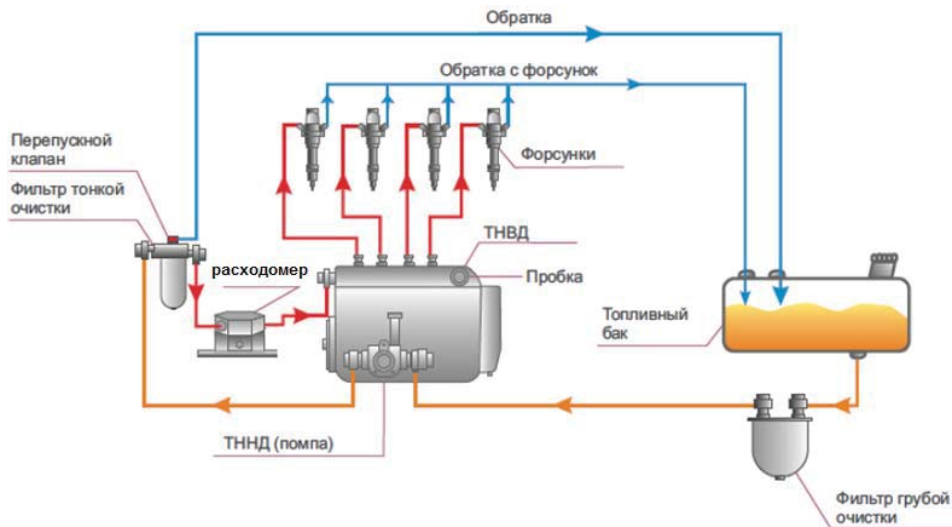 Обратка
Обратка с форсунок
Перепускной
клапан
Фильтр тонкой
очистки
Форсунки
ТНВД
расходомер
Пробка
Топливный
бак
ТННД (помпа)
Фильтр грубой
очистки